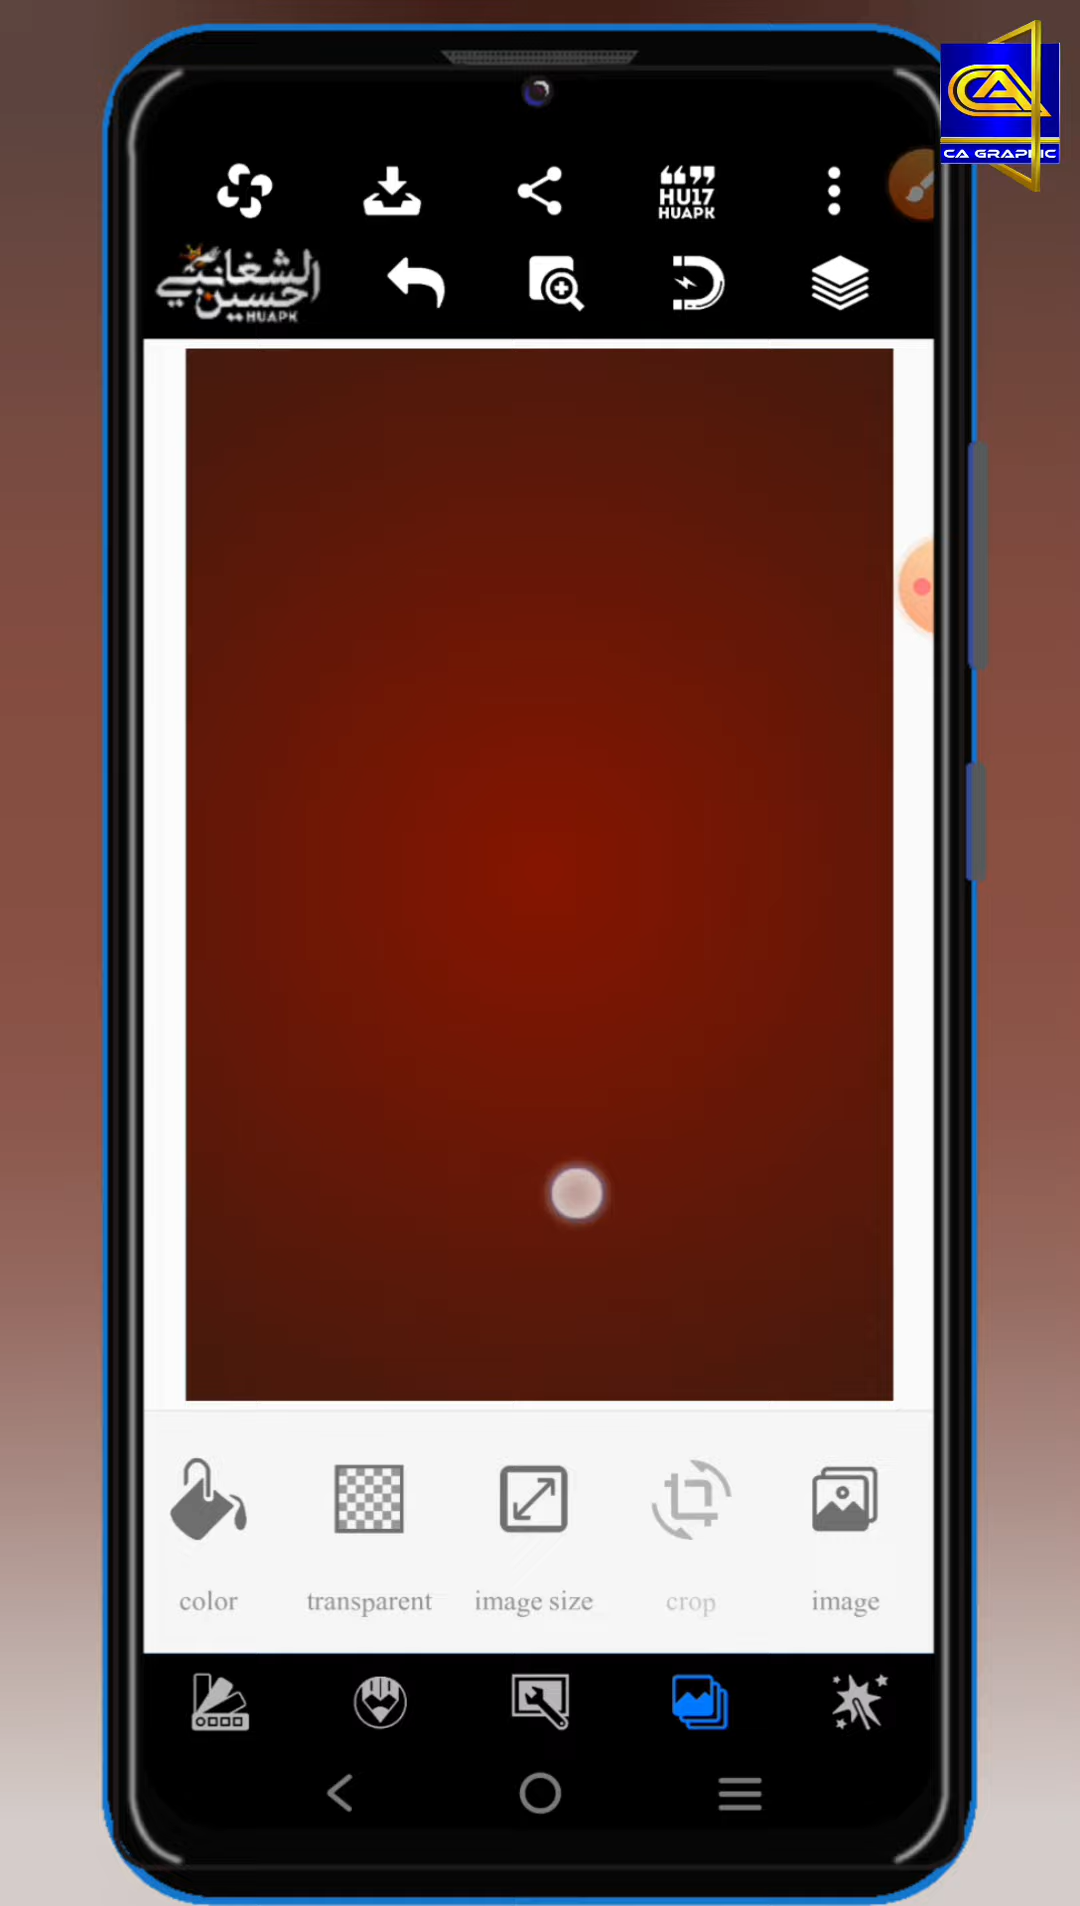 CA GRAPHIC
HU17
HUAPK
الشغانبي
حسين
HUAPK
color
transparent
image size
crop
image